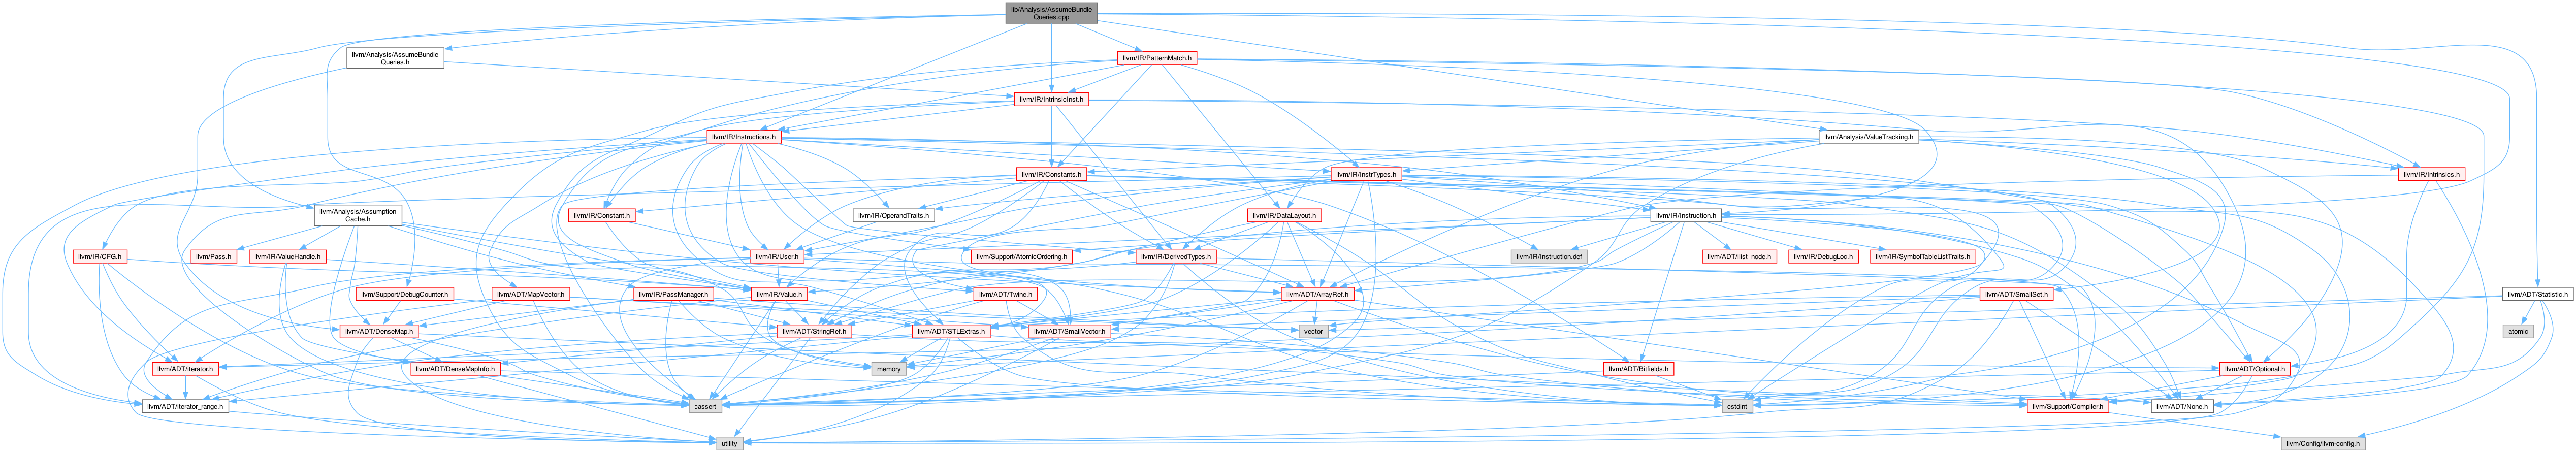 lib/Analysis/AssumeBundle
Queries.cpp
llvm/Analysis/AssumeBundle
Queries.h
llvm/IR/PatternMatch.h
llvm/IR/IntrinsicInst.h
llvm/IR/Instructions.h
llvm/Analysis/ValueTracking.h
llvm/IR/Constants.h
llvm/IR/InstrTypes.h
llvm/IR/Intrinsics.h
llvm/Analysis/Assumption
Cache.h
llvm/IR/Constant.h
llvm/IR/OperandTraits.h
llvm/IR/DataLayout.h
llvm/IR/Instruction.h
llvm/IR/CFG.h
llvm/Pass.h
llvm/IR/ValueHandle.h
llvm/IR/User.h
llvm/Support/AtomicOrdering.h
llvm/IR/DerivedTypes.h
llvm/IR/Instruction.def
llvm/ADT/ilist_node.h
llvm/IR/DebugLoc.h
llvm/IR/SymbolTableListTraits.h
llvm/Support/DebugCounter.h
llvm/ADT/MapVector.h
llvm/IR/PassManager.h
llvm/IR/Value.h
llvm/ADT/Twine.h
llvm/ADT/ArrayRef.h
llvm/ADT/SmallSet.h
llvm/ADT/Statistic.h
llvm/ADT/DenseMap.h
llvm/ADT/StringRef.h
llvm/ADT/STLExtras.h
llvm/ADT/SmallVector.h
vector
atomic
llvm/ADT/iterator.h
llvm/ADT/DenseMapInfo.h
memory
llvm/ADT/Bitfields.h
llvm/ADT/Optional.h
llvm/ADT/iterator_range.h
cassert
cstdint
llvm/Support/Compiler.h
llvm/ADT/None.h
utility
llvm/Config/llvm-config.h